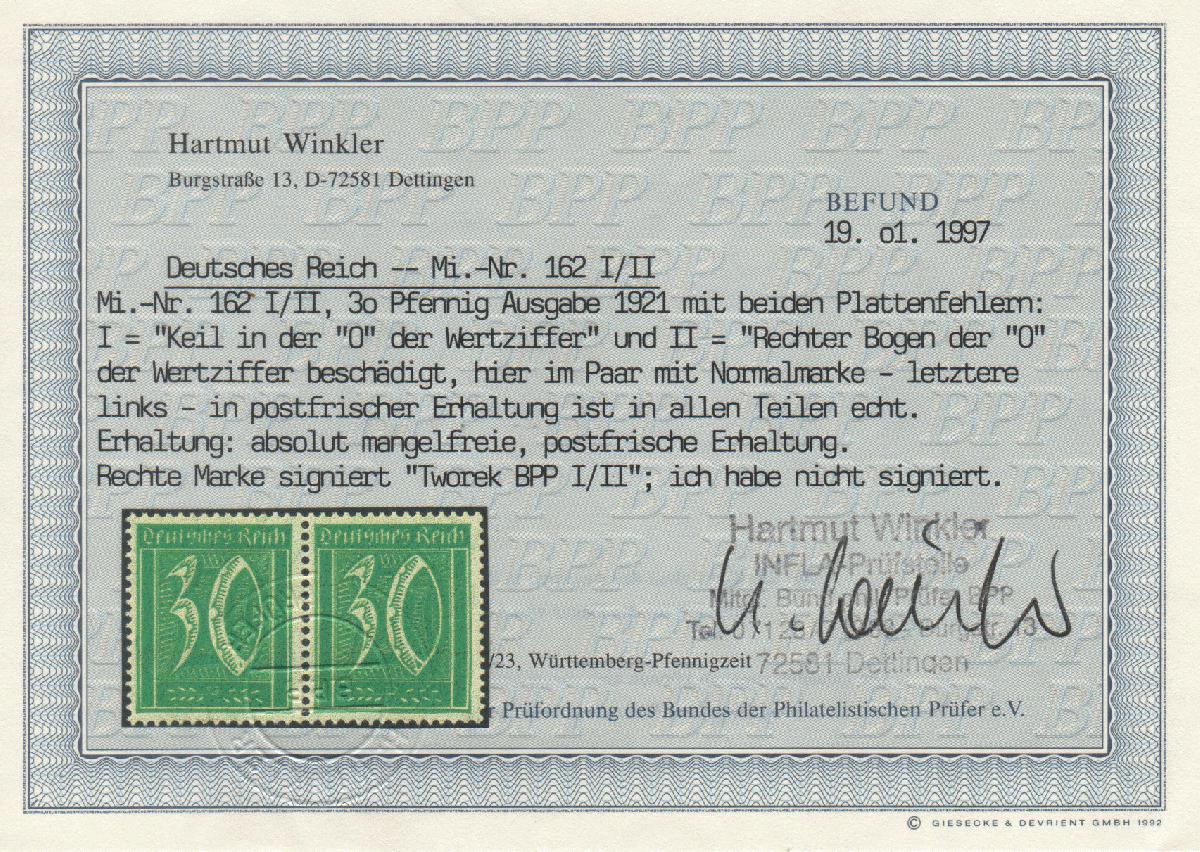 Hartmut Winkler
Burgstraße 13, D-72581 Dettingen
BEFUND
19. o1. 1997
Deutsches Reich -- Mi.-Nr. 162 I/II
Mi.-Nr. 162 I/II, 3o Pfennig Ausgabe 1921 mit beiden Plattenfehlern:
I = "Keil in der "O" der Wertziffer" und II = "Rechter Bogen der "O"
der Wertziffer beschädigt, hier im Paar mit Normalmarke - letztere
links - in postfrischer Erhaltung ist in allen Teilen echt.
Erhaltung: absolut mangelfreie, postfrische Erhaltung.
Rechte Marke signiert "Tworek BPP I/II"; ich habe nicht signiert.
Deutsches Reich Deutsches Reich
30 30
Hartmut Winkler
INFLA-Prüfstelle
72581 Dettingen
/23, Württemberg-Pfennigzeit
r Prüfordnung des Bundes der Philatelistischen Prüfer e.V.
© GIESECKE & DEVRIENT GMBH 1992